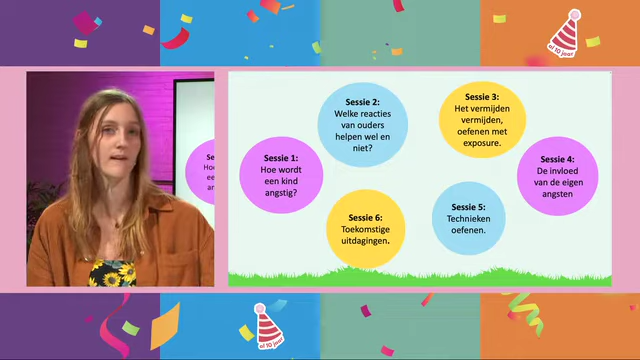 al 10 jaar
Sessie 1:
Hoe wordt
een kind
angstig?
Sessie 2:
Welke reacties
van ouders
helpen wel en
niet?
Sessie 3:
Het vermijden
vermijden,
oefenen met
exposure.
Sessie 4:
De invloed
van de eigen
angsten
Sessie 5:
Technieken
oefenen.
Sessie 6:
Toekomstige
uitdagingen.
al 10 jaar